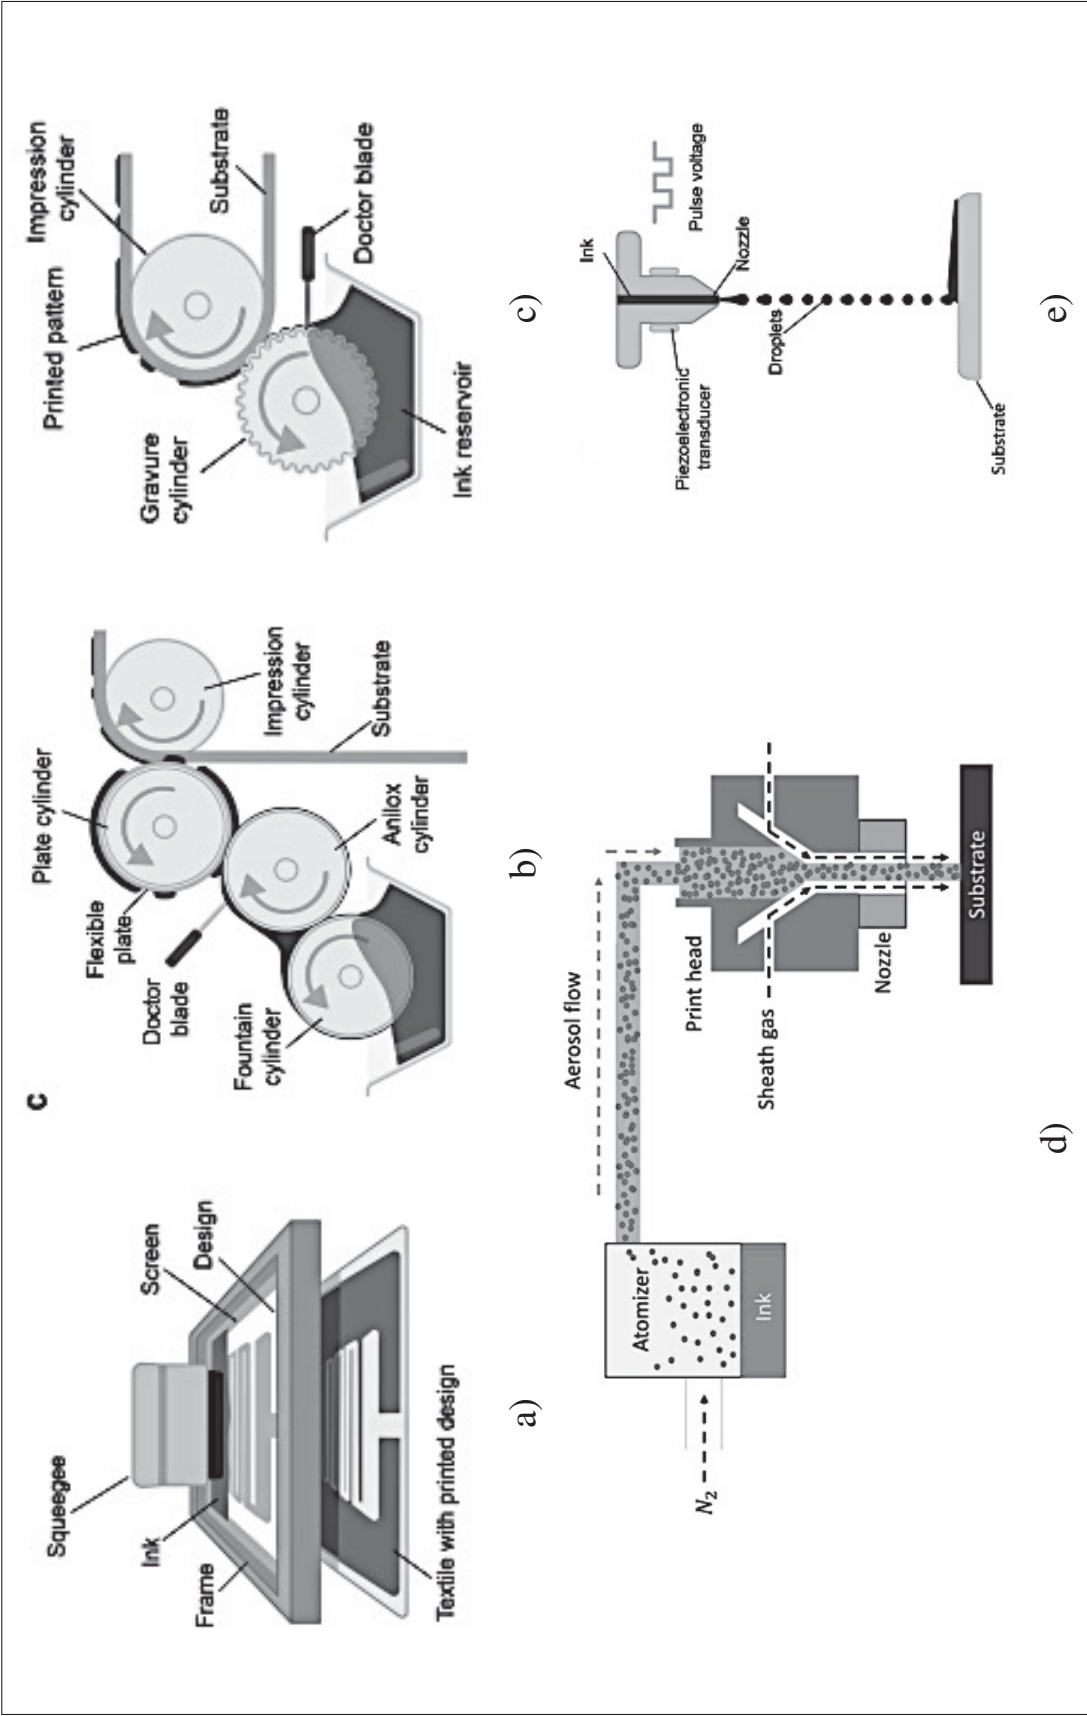 Squeegee
Ink
Frame
Screen
Design
Textile with printed design
a)
C
Plate cylinder
Flexible
plate
Doctor
blade
Fountain
cylinder
Anilox
cylinder
Impression
cylinder
Substrate
b)
Printed pattern
Impression
cylinder
Gravure
cylinder
Substrate
Doctor blade
Ink reservoir
c)
N2
Atomizer
Ink
Aerosol flow
Print head
Sheath gas
Nozzle
Substrate
d)
Ink
Piezoelectronic
transducer
Pulse voltage
Nozzle
Droplets
Substrate
e)